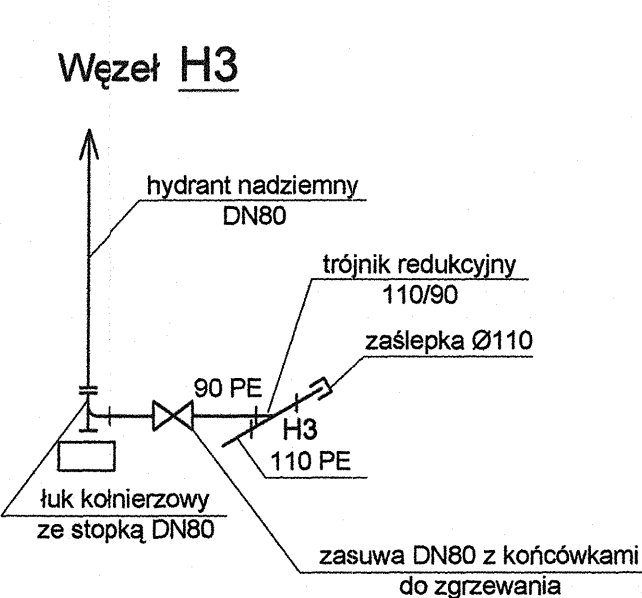 Węzeł H3
hydrant nadziemny
DN80
trójnik redukcyjny
110/90
zaślepka Ø110
90 PE
H3
110 PE
łuk kołnierzowy
ze stopką DN80
zasuwa DN80 z końcówkami
do zgrzewania